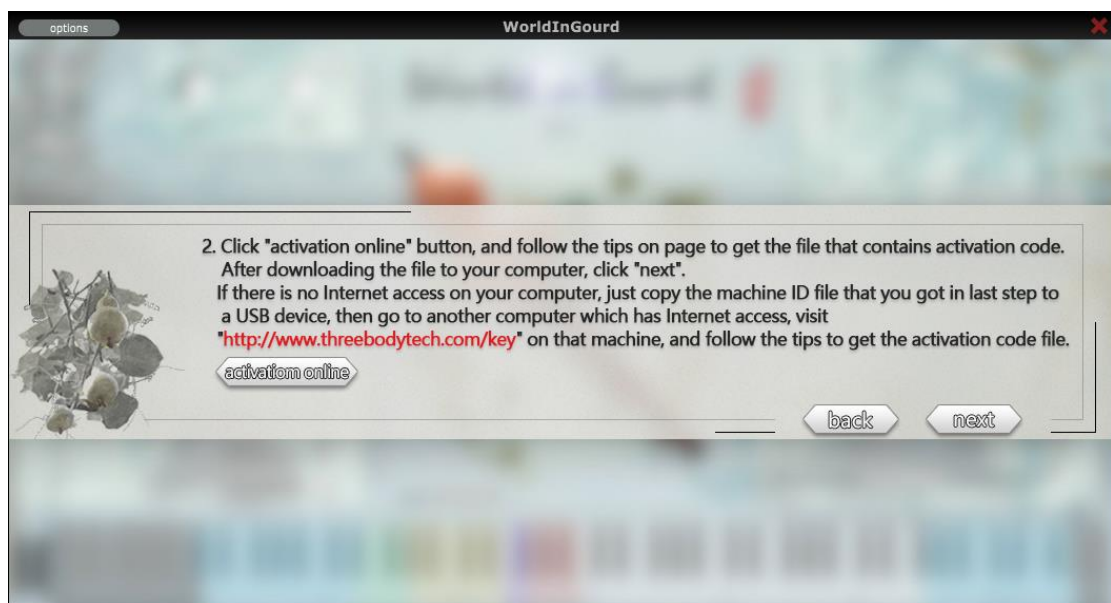 options
WorldInGourd
2. Click "activation online" button, and follow the tips on page to get the file that contains activation code.
After downloading the file to your computer, click "next".
If there is no Internet access on your computer, just copy the machine ID file that you got in last step to
a USB device, then go to another computer which has Internet access, visit
"http://www.threebodytech.com/key" on that machine, and follow the tips to get the activation code file.
activatiom online
back
next